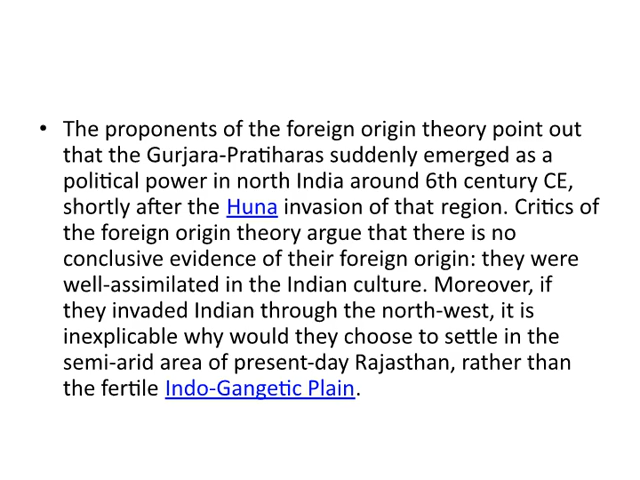 • The proponents of the foreign origin theory point out
that the Gurjara-Pratiharas suddenly emerged as a
political power in north India around 6th century CE,
shortly after the Huna invasion of that region. Critics of
the foreign origin theory argue that there is no
conclusive evidence of their foreign origin: they were
well-assimilated in the Indian culture. Moreover, if
they invaded Indian through the north-west, it is
inexplicable why would they choose to settle in the
semi-arid area of present-day Rajasthan, rather than
the fertile Indo-Gangetic Plain.